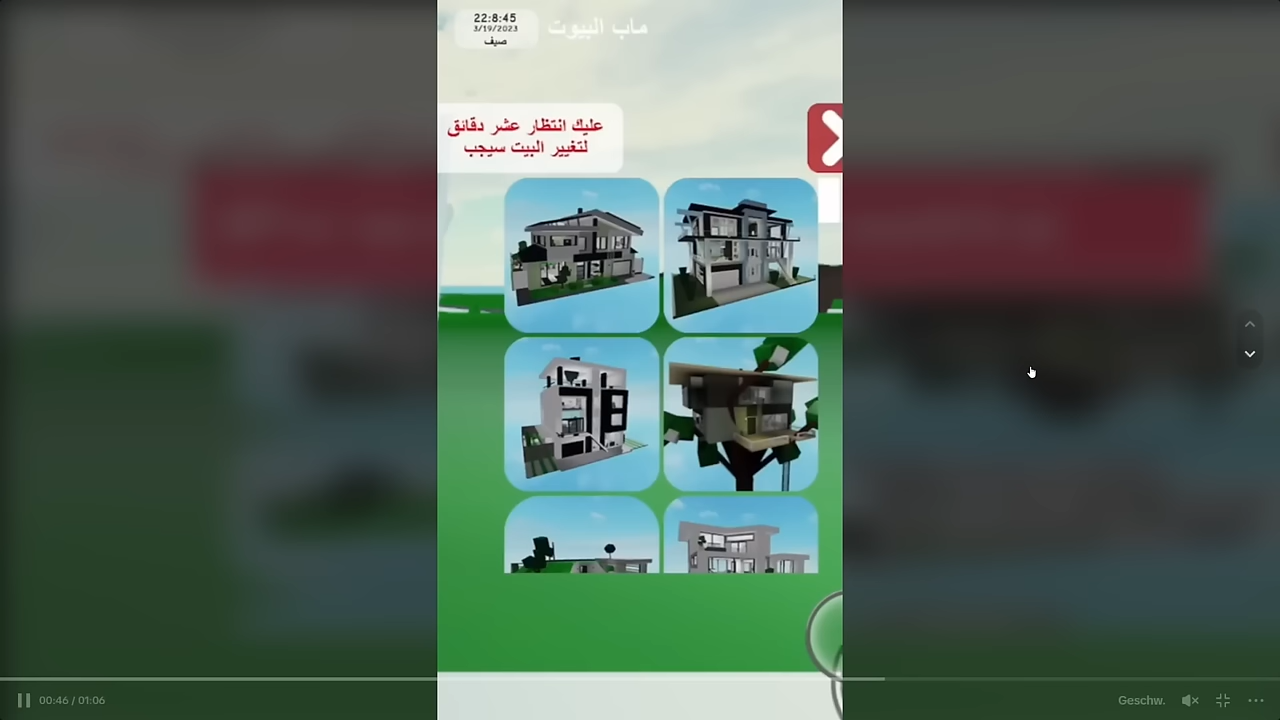 22:8:45
3/19/2023
صيف
ماب البيوت
عليك انتظار عشر دقائق
لتغيير البيت سيجب
00:46 / 01:06
Geschw.